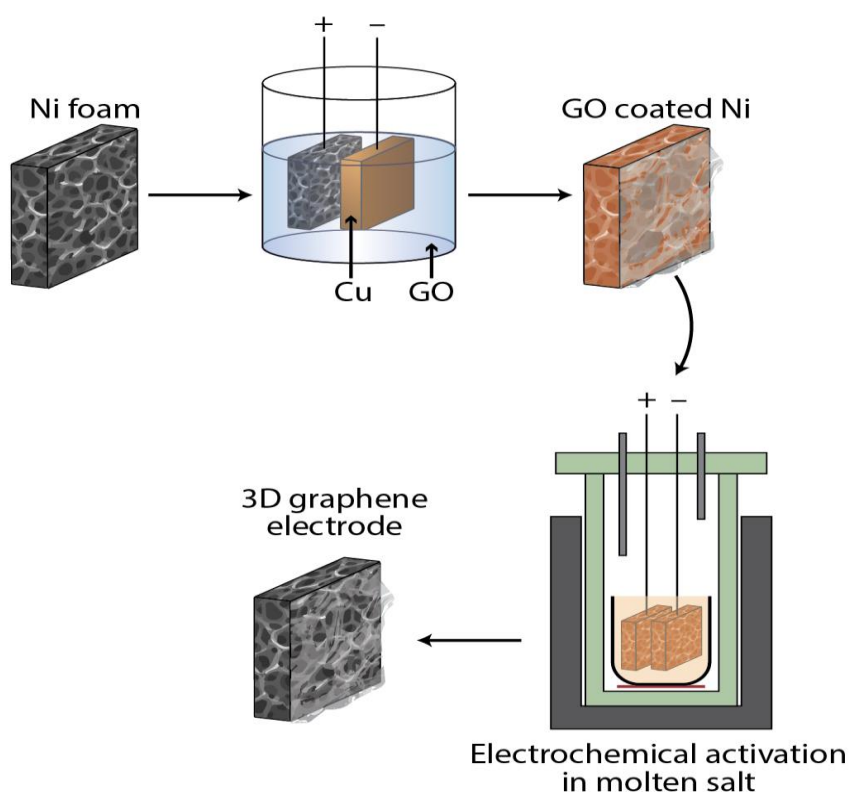 Ni foam
+ −
Cu GO
GO coated Ni
+ −
Electrochemical activation
in molten salt
3D graphene
electrode